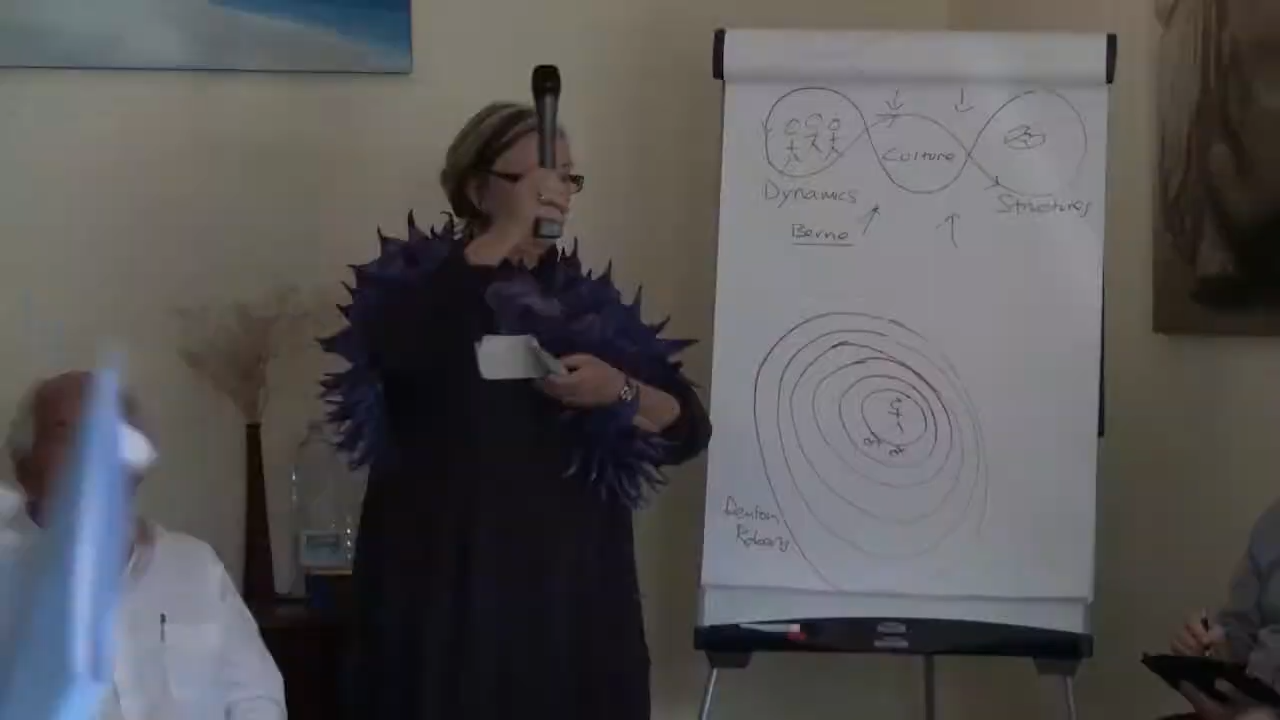 Culture
Dynamics
Structures
Berne
Denton
Roberts